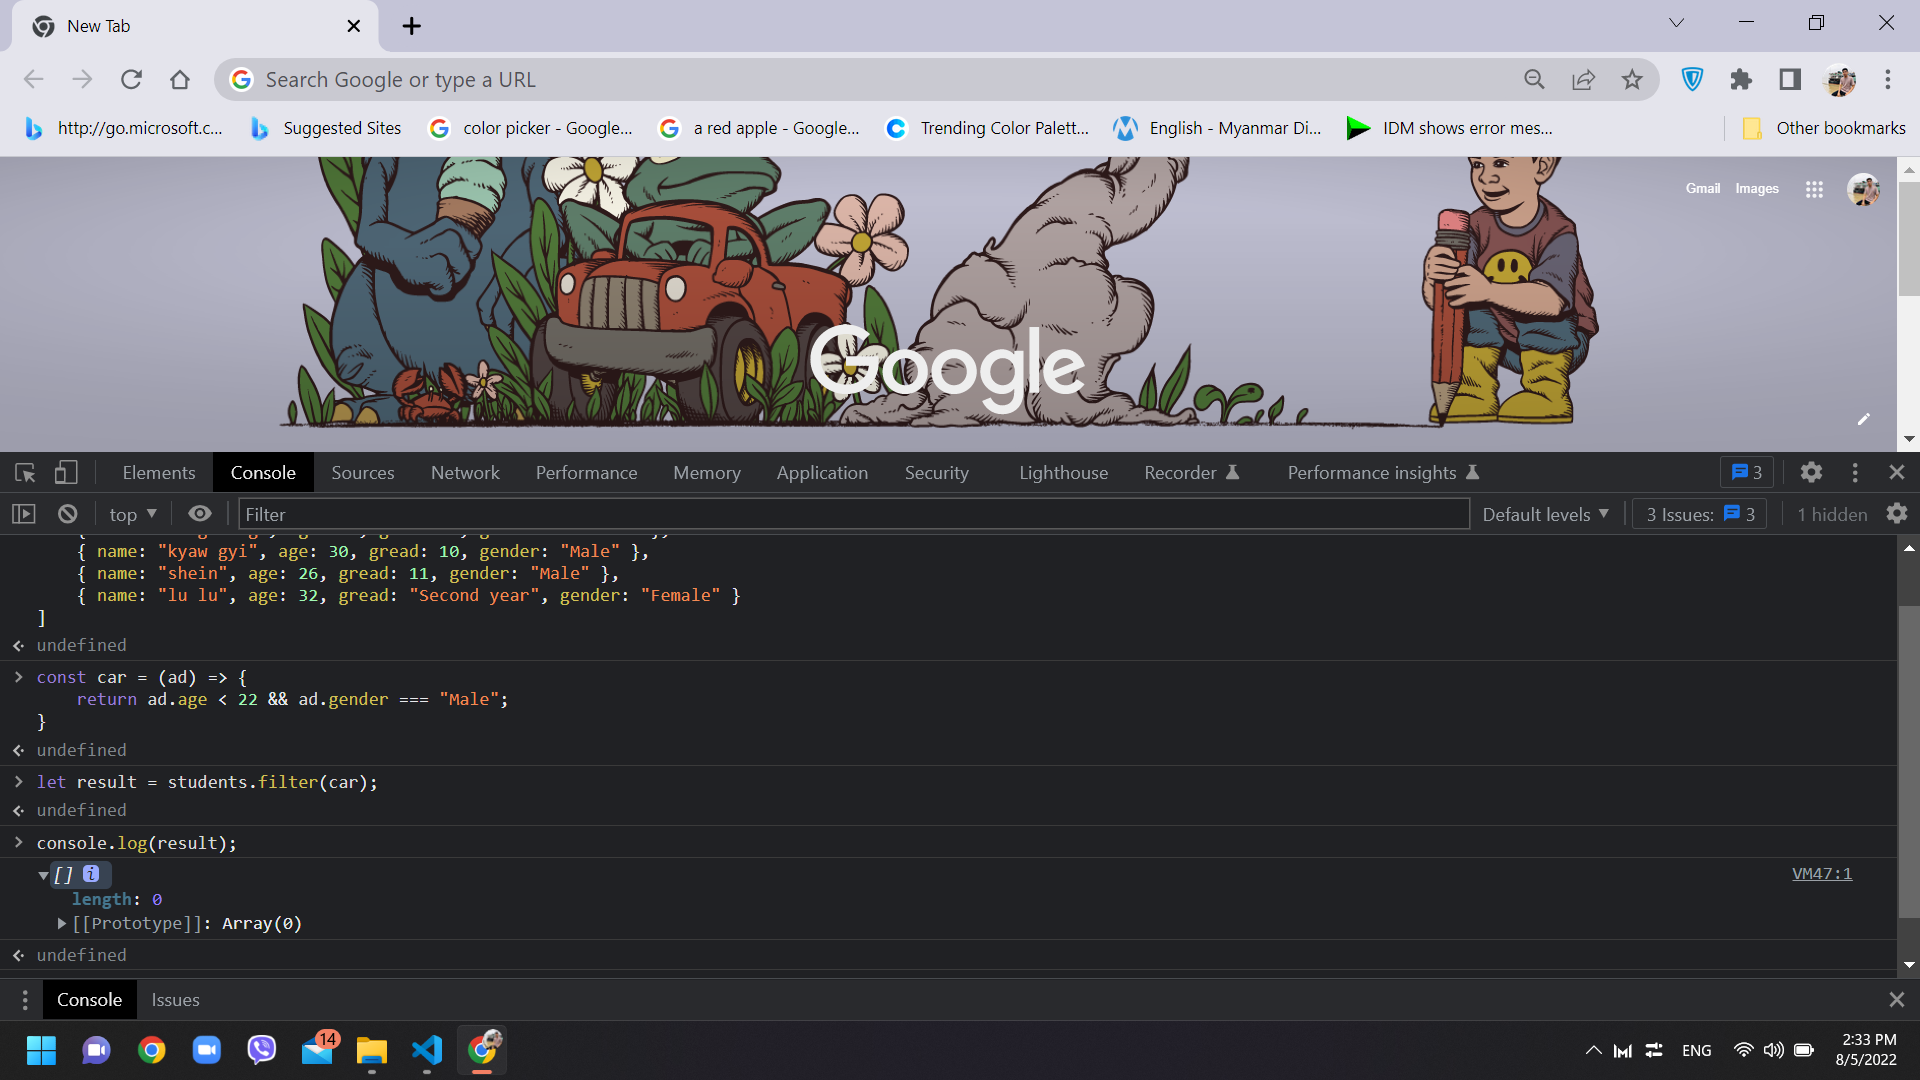 New Tab
Search Google or type a URL
http://go.microsoft.c...
Suggested Sites
color picker - Google...
a red apple - Google...
Trending Color Palett...
English - Myanmar Di...
IDM shows error mes...
Other bookmarks
Gmail Images
Google
Elements Console Sources Network Performance Memory Application Security Lighthouse Recorder Performance insights 3
top Filter Default levels 3 Issues: 3 1 hidden
{ name: "kyaw gyi", age: 30, gread: 10, gender: "Male" },
{ name: "shein", age: 26, gread: 11, gender: "Male" },
{ name: "lu lu", age: 32, gread: "Second year", gender: "Female" }
]
undefined
const car = (ad) => {
return ad.age < 22 && ad.gender === "Male";
}
undefined
let result = students.filter(car);
undefined
console.log(result);
[] i VM47:1
length: 0
[[Prototype]]: Array(0)
undefined
Console Issues
14
ENG
2:33 PM
8/5/2022